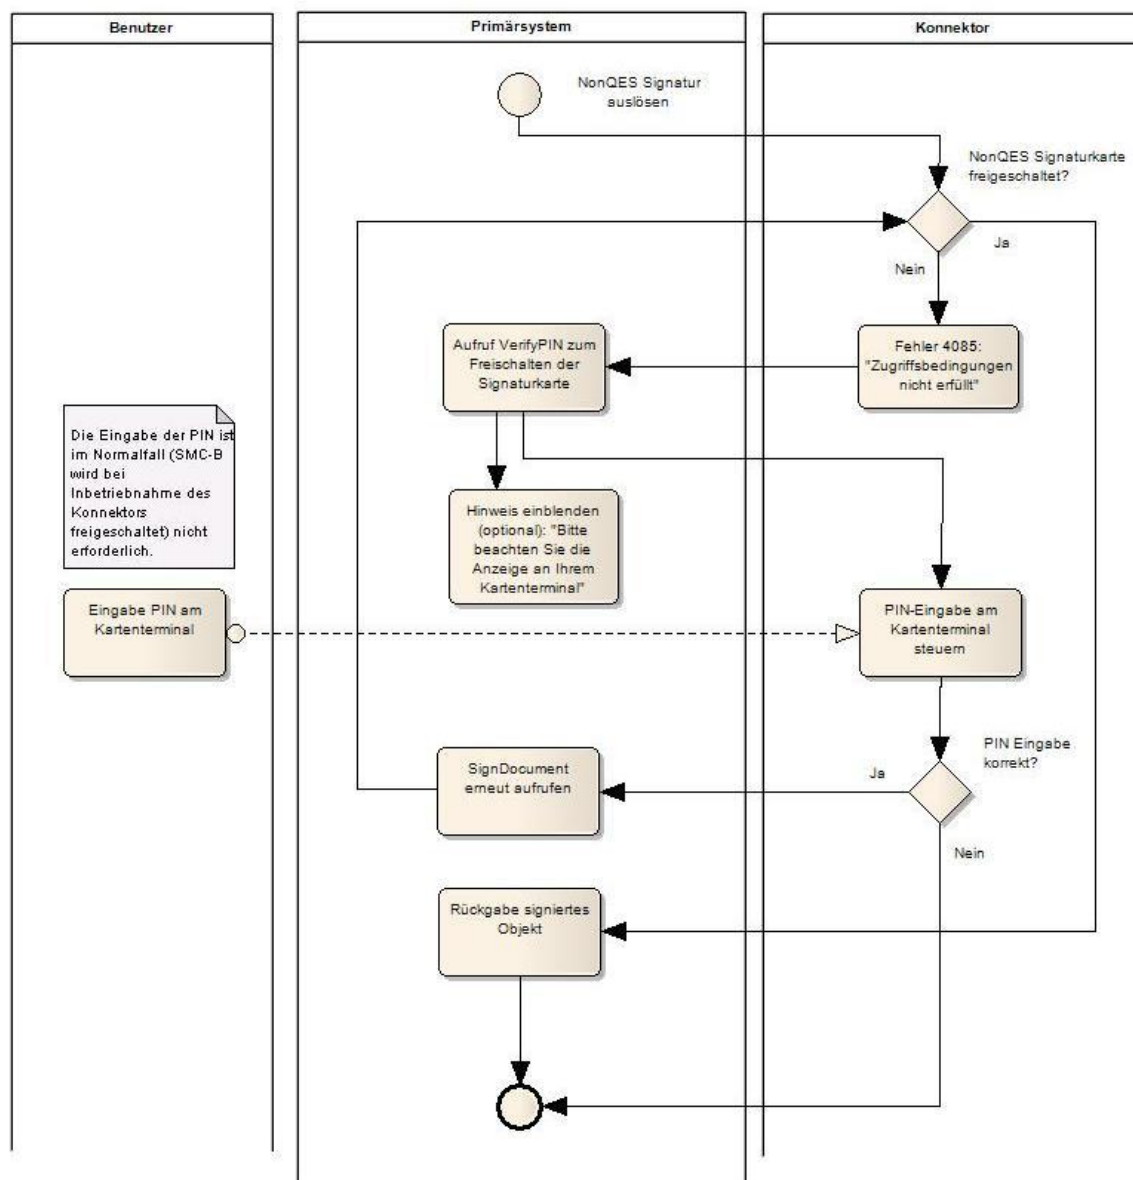 Benutzer
Primärsystem
Konnektor
NonQES Signatur
auslösen
NonQES Signaturkarte
freigeschaltet?
Ja
Nein
Aufruf VerifyPIN zum
Freischalten der
Signaturkarte
Fehler 4085:
"Zugriffsbedingungen
nicht erfüllt"
Die Eingabe der PIN ist
im Normalfall (SMC-B
wird bei
Inbetriebnahme des
Konnektors
freigeschaltet) nicht
erforderlich.
Hinweis einblenden
(optional): "Bitte
beachten Sie die
Anzeige an Ihrem
Kartenterminal"
Eingabe PIN am
Kartenterminal
PIN-Eingabe am
Kartenterminal
steuern
PIN Eingabe
korrekt?
Ja
SignDocument
erneut aufrufen
Nein
Rückgabe signiertes
Objekt